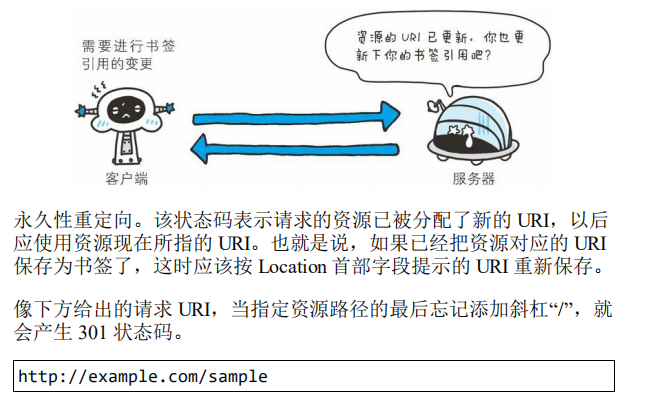 需要进行书签
引用的变更
资源的URI已更新，你也更
新下你的书签引用吧？
客户端
服务器
永久性重定向。该状态码表示请求的资源已被分配了新的 URI，以后
应使用资源现在所指的 URI。也就是说，如果已经把资源对应的 URI
保存为书签了，这时应该按 Location 首部字段提示的 URI 重新保存。
像下方给出的请求 URI，当指定资源路径的最后忘记添加斜杠“/”，就
会产生 301 状态码。
http://example.com/sample